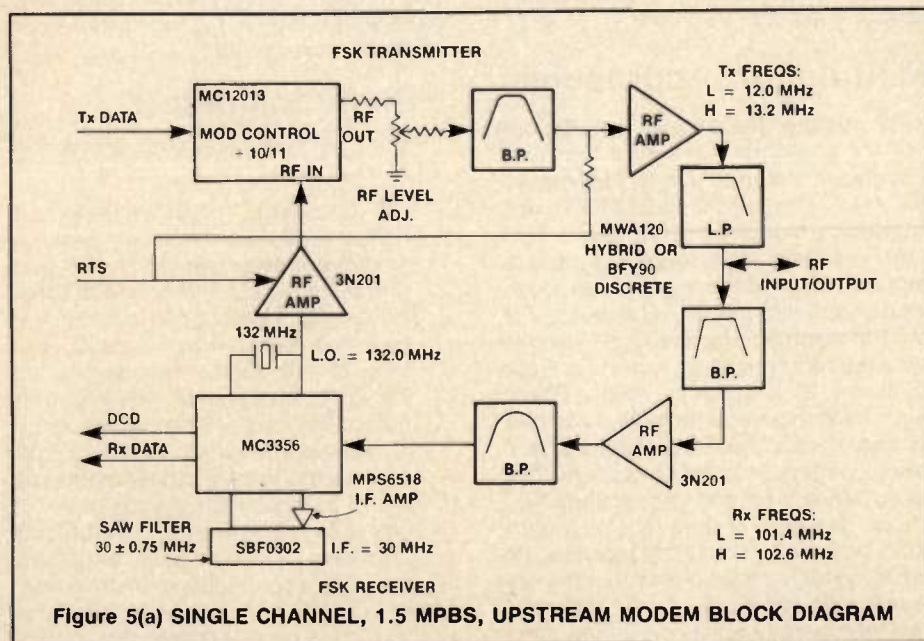 FSK TRANSMITTER
MC12013
MOD CONTROL
÷ 10/11
RF IN
Tx DATA
RF
OUT
RF LEVEL
ADJ.
B.P.
RF
AMP
Tx FREQS:
L = 12.0 MHz
H = 13.2 MHz
L.P.
MWA120
HYBRID OR
BFY90
DISCRETE
RF
INPUT/OUTPUT
RTS
RF
AMP
3N201
132 MHz
L.O. = 132.0 MHz
B.P.
DCD
Rx DATA
MC3356
B.P.
RF
AMP
3N201
MPS6518
I.F. AMP
SAW FILTER
30 ± 0.75 MHz
SBF0302
I.F. = 30 MHz
Rx FREQS:
L = 101.4 MHz
H = 102.6 MHz
FSK RECEIVER
Figure 5(a) SINGLE CHANNEL, 1.5 MPBS, UPSTREAM MODEM BLOCK DIAGRAM